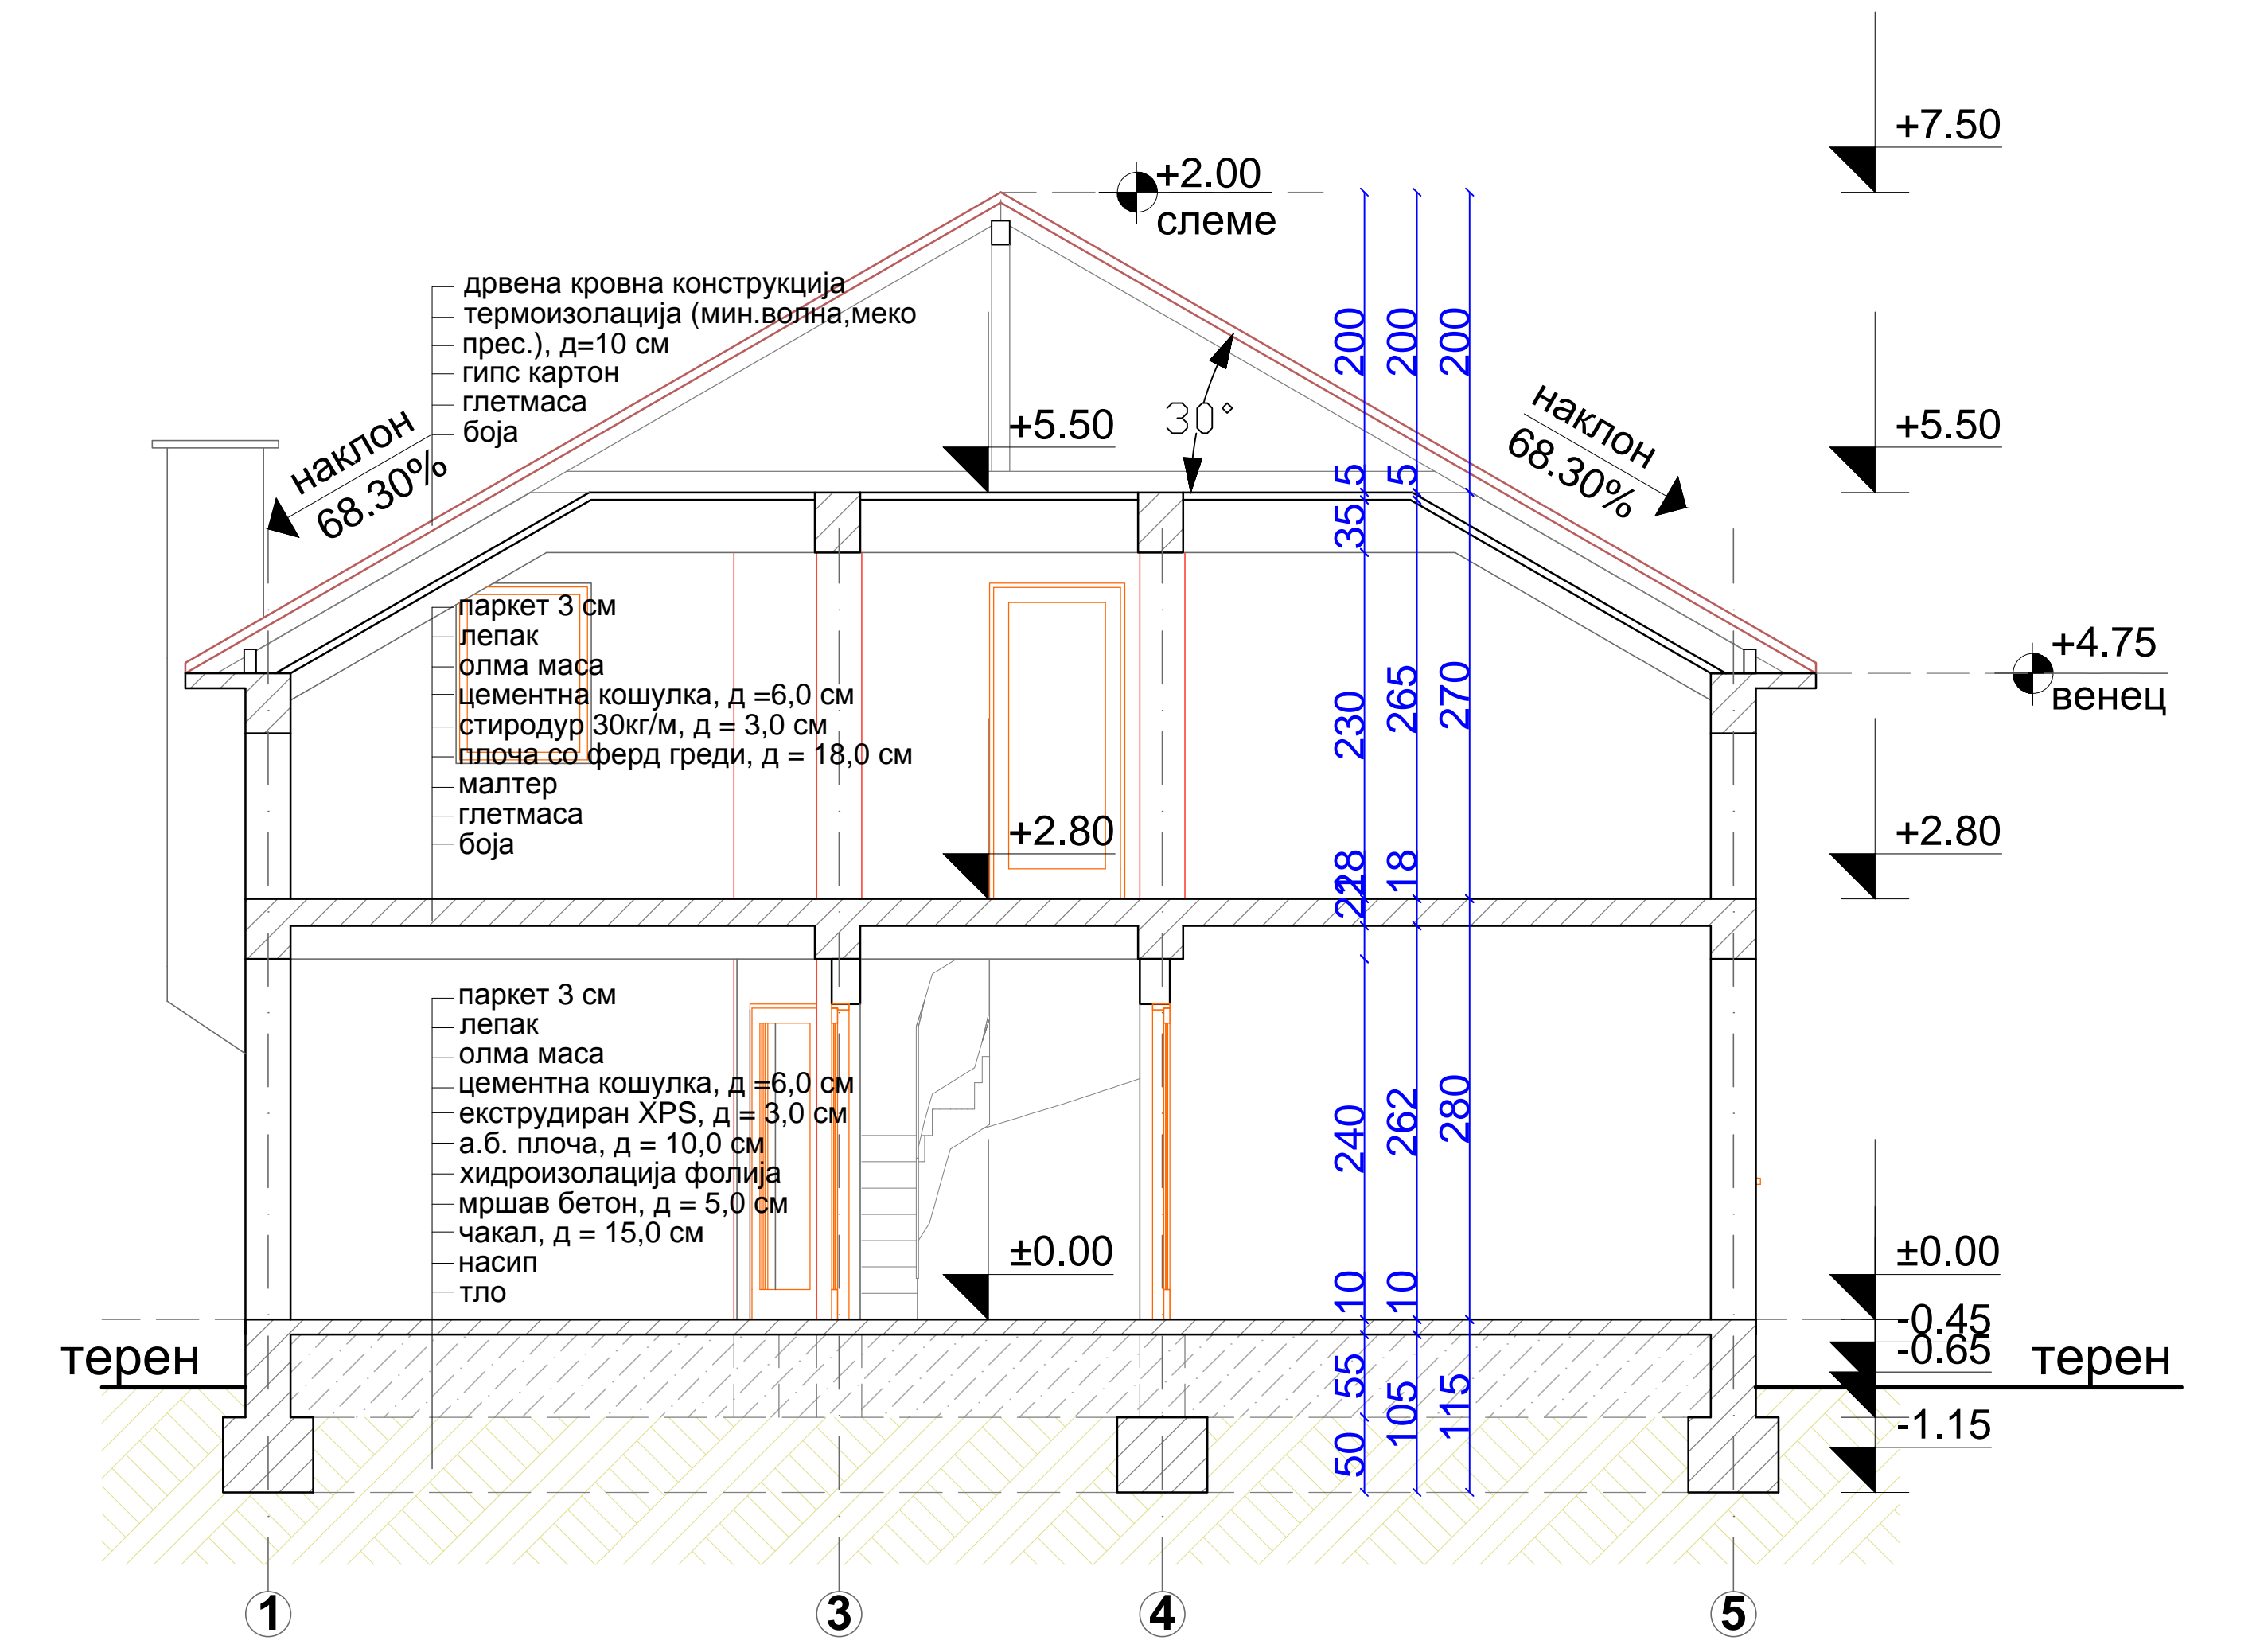 +7.50
+2.00
слеме
дрвена кровна конструкција
термоизолација (мин.волна,меко
прес.), д=10 см
гипс картон
глетмаса
боја
наклон
68.30%
+5.50
30°
наклон
68.30%
+5.50
200
200
200
5
5
35
паркет 3 см
лепак
олма маса
цементна кошулка, д =6,0 см
стиродур 30кг/м, д = 3,0 см
плоча со ферд греди, д = 18,0 см
малтер
глетмаса
боја
+4.75
венец
230
265
270
+2.80
+2.80
18
18
22
паркет 3 см
лепак
олма маса
цементна кошулка, д =6,0 см
екструдиран XPS, д = 3,0 см
а.б. плоча, д = 10,0 см
хидроизолација фолија
мршав бетон, д = 5,0 см
чакал, д = 15,0 см
насип
тло
240
262
280
±0.00
±0.00
10
10
-0.45
-0.65
терен
терен
55
105
115
50
-1.15
1
3
4
5